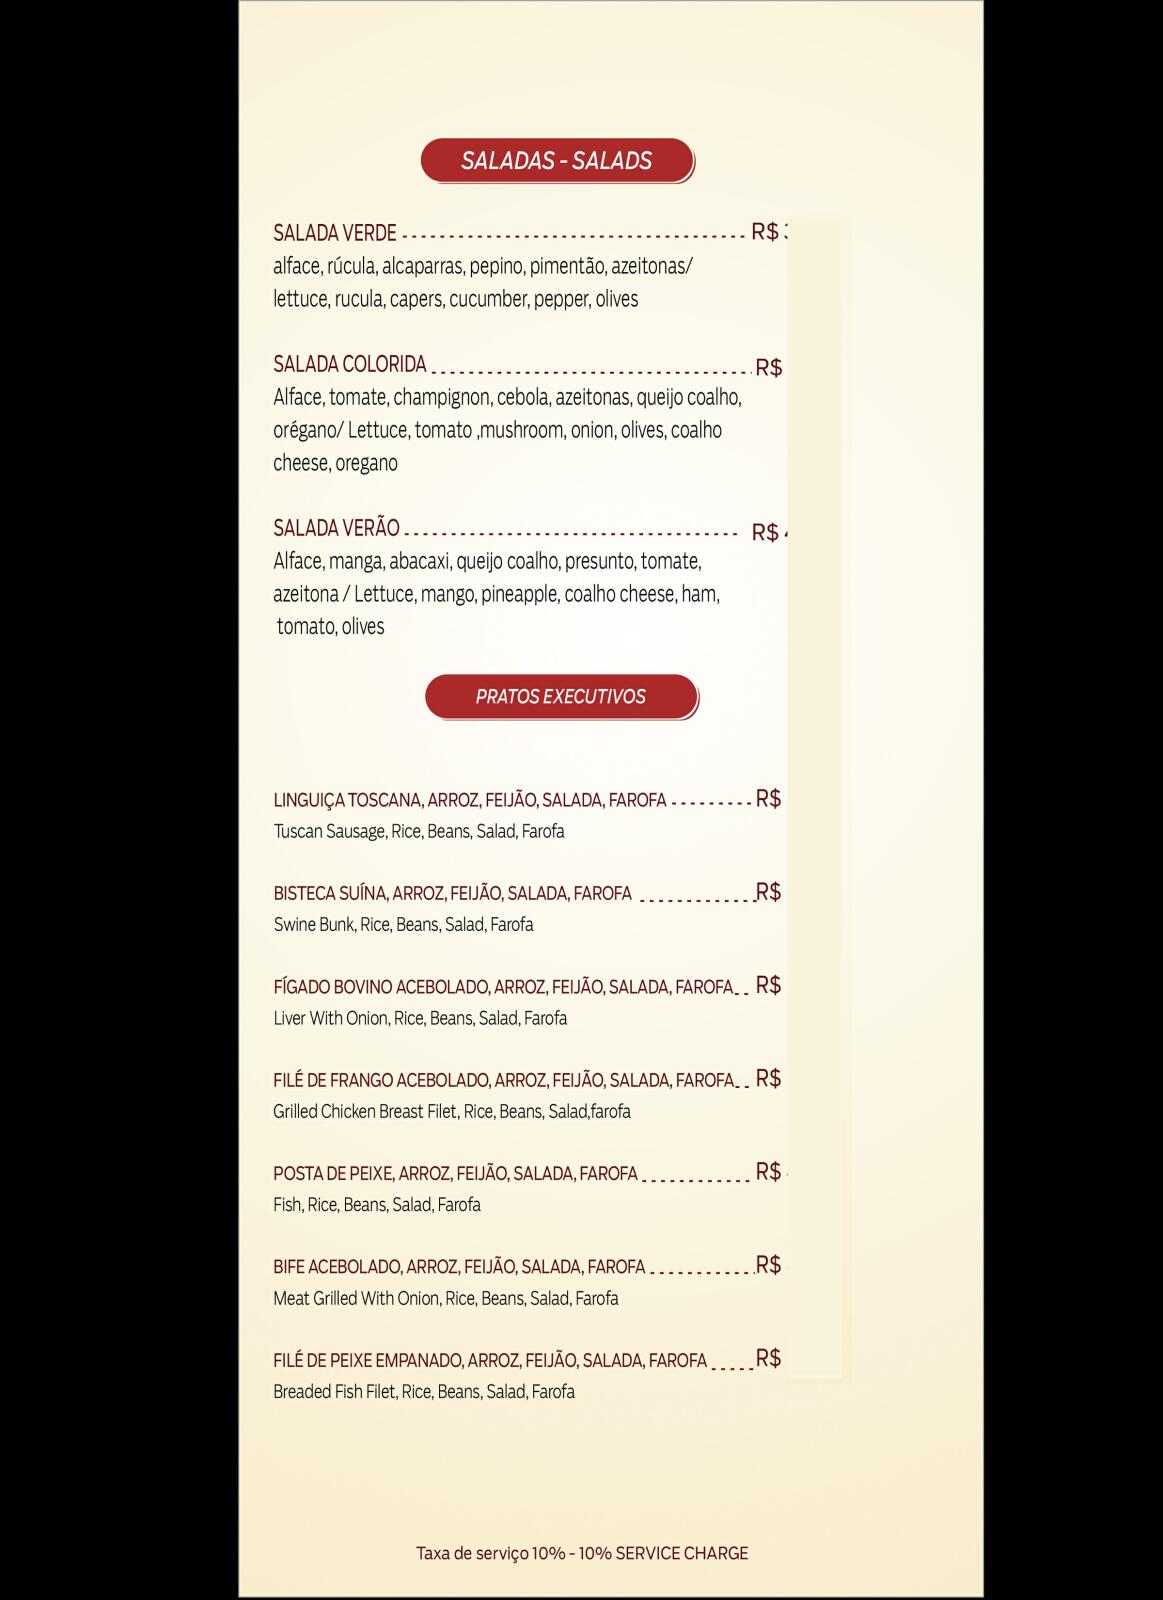 SALADAS - SALADS
SALADA VERDE ------------------------------------- R$
alface, rúcula, alcaparras, pepino, pimentão, azeitonas/
lettuce, rucula, capers, cucumber, pepper, olives
SALADA COLORIDA ................................... R$
Alface, tomate, champignon, cebola, azeitonas, queijo coalho,
orégano/ Lettuce, tomato ,mushroom, onion, olives, coalho
cheese, oregano
SALADA VERÃO ------------------------------------ R$
Alface, manga, abacaxi, queijo coalho, presunto, tomate,
azeitona / Lettuce, mango, pineapple, coalho cheese, ham,
tomato, olives
PRATOS EXECUTIVOS
LINGUIÇA TOSCANA, ARROZ, FEIJÃO, SALADA, FAROFA --------- R$
Tuscan Sausage, Rice, Beans, Salad, Farofa
BISTECA SUÍNA, ARROZ, FEIJÃO, SALADA, FAROFA ............. R$
Swine Bunk, Rice, Beans, Salad, Farofa
FÍGADO BOVINO ACEBOLADO, ARROZ, FEIJÃO, SALADA, FAROFA.. R$
Liver With Onion, Rice, Beans, Salad, Farofa
FILÉ DE FRANGO ACEBOLADO, ARROZ, FEIJÃO, SALADA, FAROFA.. R$
Grilled Chicken Breast Filet, Rice, Beans, Salad,farofa
POSTA DE PEIXE, ARROZ, FEIJÃO, SALADA, FAROFA ............ R$
Fish, Rice, Beans, Salad, Farofa
BIFE ACEBOLADO, ARROZ, FEIJÃO, SALADA, FAROFA ............ R$
Meat Grilled With Onion, Rice, Beans, Salad, Farofa
FILÉ DE PEIXE EMPANADO, ARROZ, FEIJÃO, SALADA, FAROFA ..... R$
Breaded Fish Filet, Rice, Beans, Salad, Farofa
Taxa de serviço 10% - 10% SERVICE CHARGE